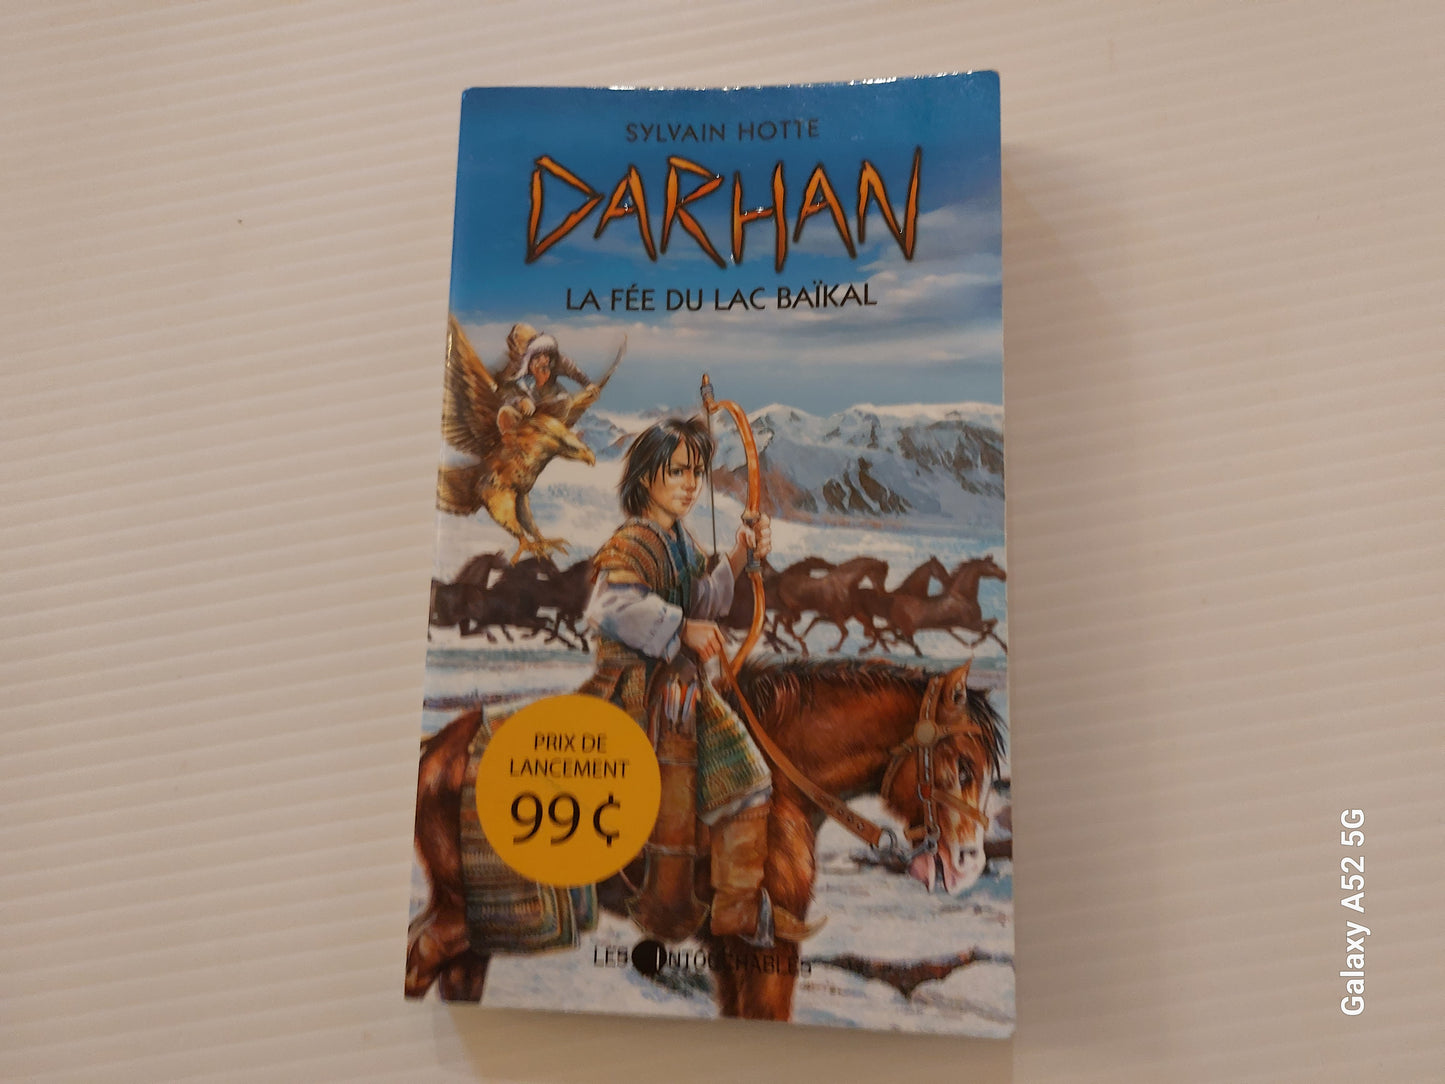 SYLVAIN HOTTE
DARHAN
LA FÉE DU LAC BAÏKAL
PRIX DE
LANCEMENT
99 ¢
LES INTOUCHABLES
Galaxy A52 5G